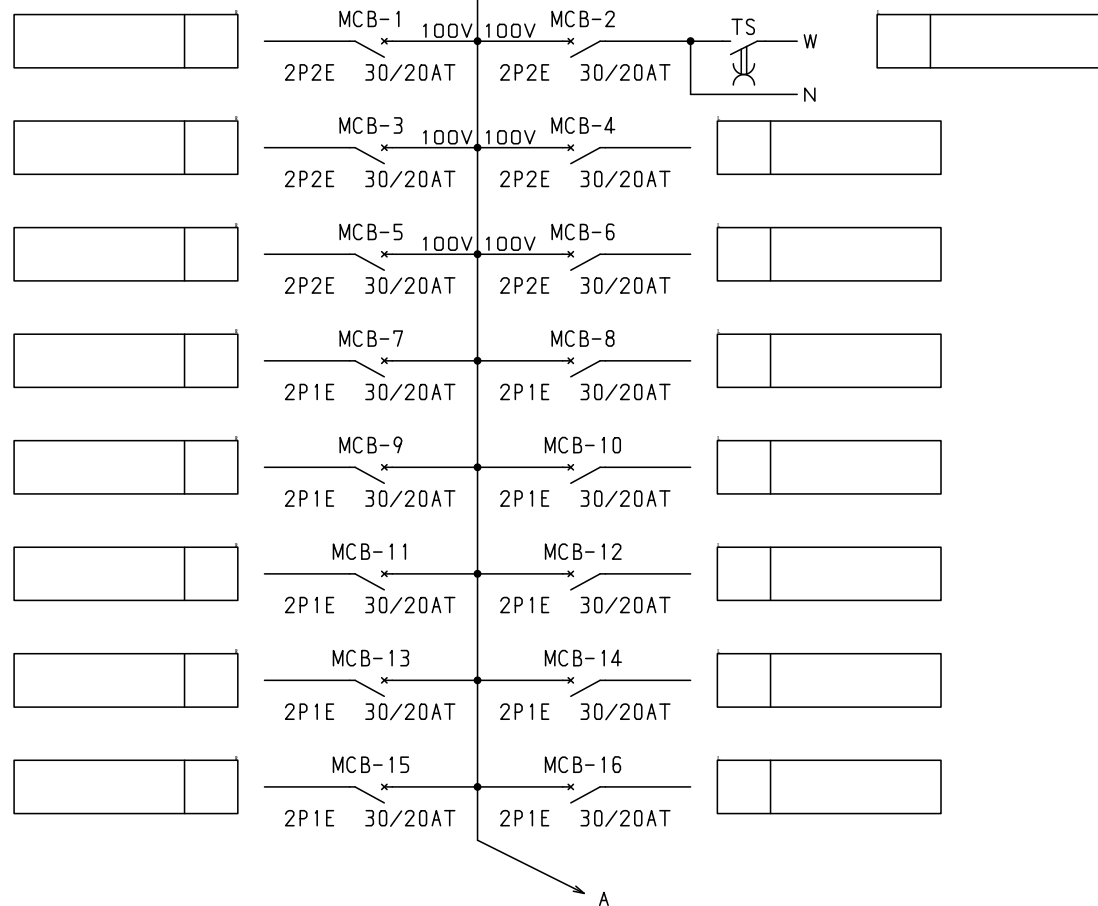 MCB-1 100V 100V MCB-2 TS W
2P2E 30/20AT 2P2E 30/20AT N
MCB-3 100V 100V MCB-4
2P2E 30/20AT 2P2E 30/20AT
MCB-5 100V 100V MCB-6
2P2E 30/20AT 2P2E 30/20AT
MCB-7 MCB-8
2P1E 30/20AT 2P1E 30/20AT
MCB-9 MCB-10
2P1E 30/20AT 2P1E 30/20AT
MCB-11 MCB-12
2P1E 30/20AT 2P1E 30/20AT
MCB-13 MCB-14
2P1E 30/20AT 2P1E 30/20AT
MCB-15 MCB-16
2P1E 30/20AT 2P1E 30/20AT
A